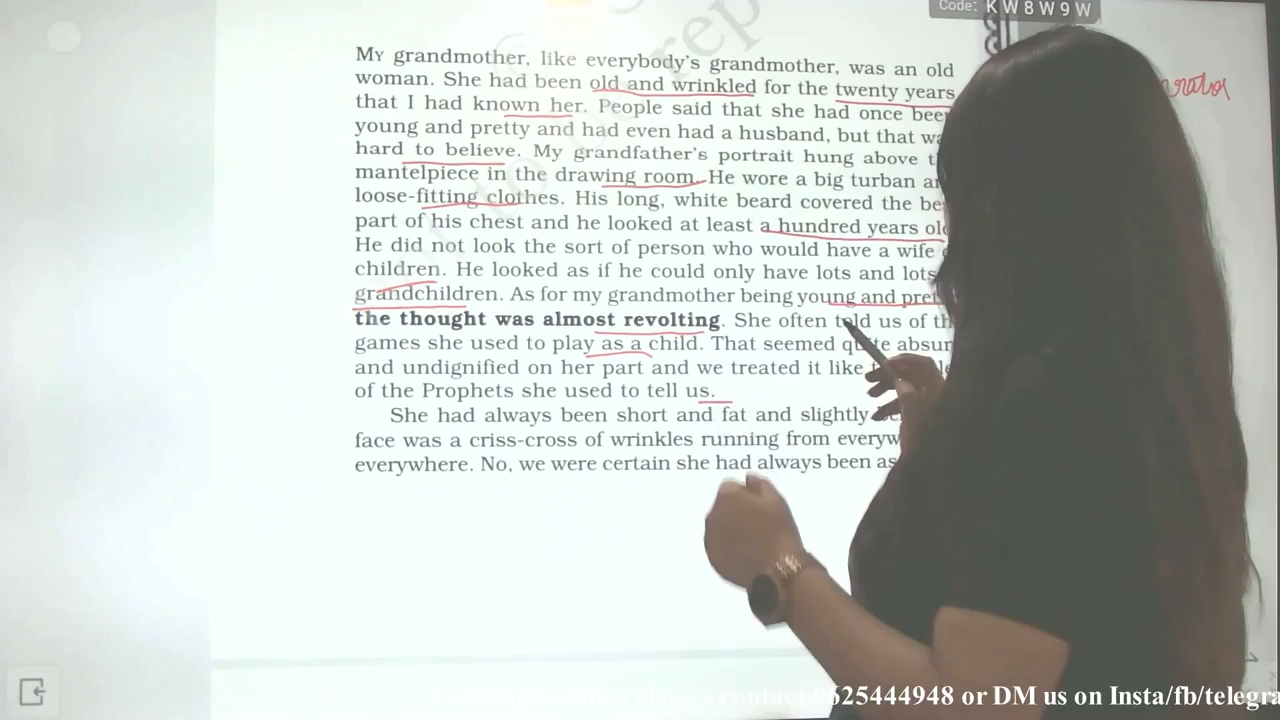 Code: KW8W9W
My grandmother, like everybody's grandmother, was an old
woman. She had been old and wrinkled for the twenty years
that I had known her. People said that she had once been
young and pretty and had even had a husband, but that
hard to believe. My grandfather's portrait hung above
mantelpiece in the drawing room. He wore a big turban
loose-fitting clothes. His long, white beard covered the
part of his chest and he looked at least a hundred years
He did not look the sort of person who would have a wife
children. He looked as if he could only have lots and lots
grandchildren. As for my grandmother being young and
the thought was almost revolting. She often told us of
games she used to play as a child. That seemed quite
and undignified on her part and we treated it like
of the Prophets she used to tell us.
She had always been short and fat and slightly
face was a criss-cross of wrinkles running from
everywhere. No, we were certain she had always been as
contact 9625444948 or DM us on Insta/fb/telegra